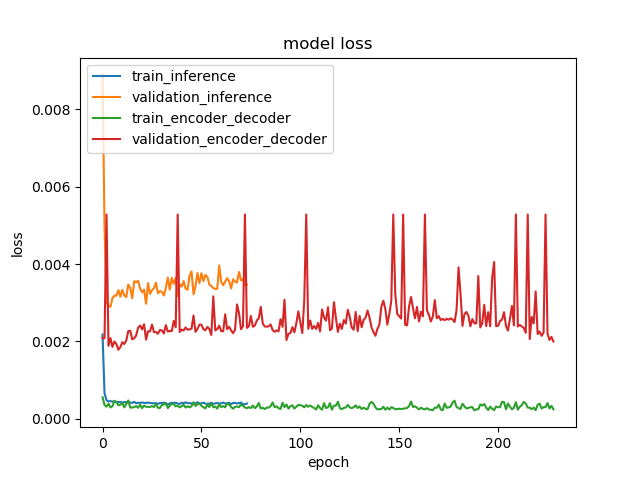 model loss
train_inference
validation_inference
train_encoder_decoder
validation_encoder_decoder
0.008
0.006
0.004
0.002
0.000
loss
0 50 100 150 200
epoch